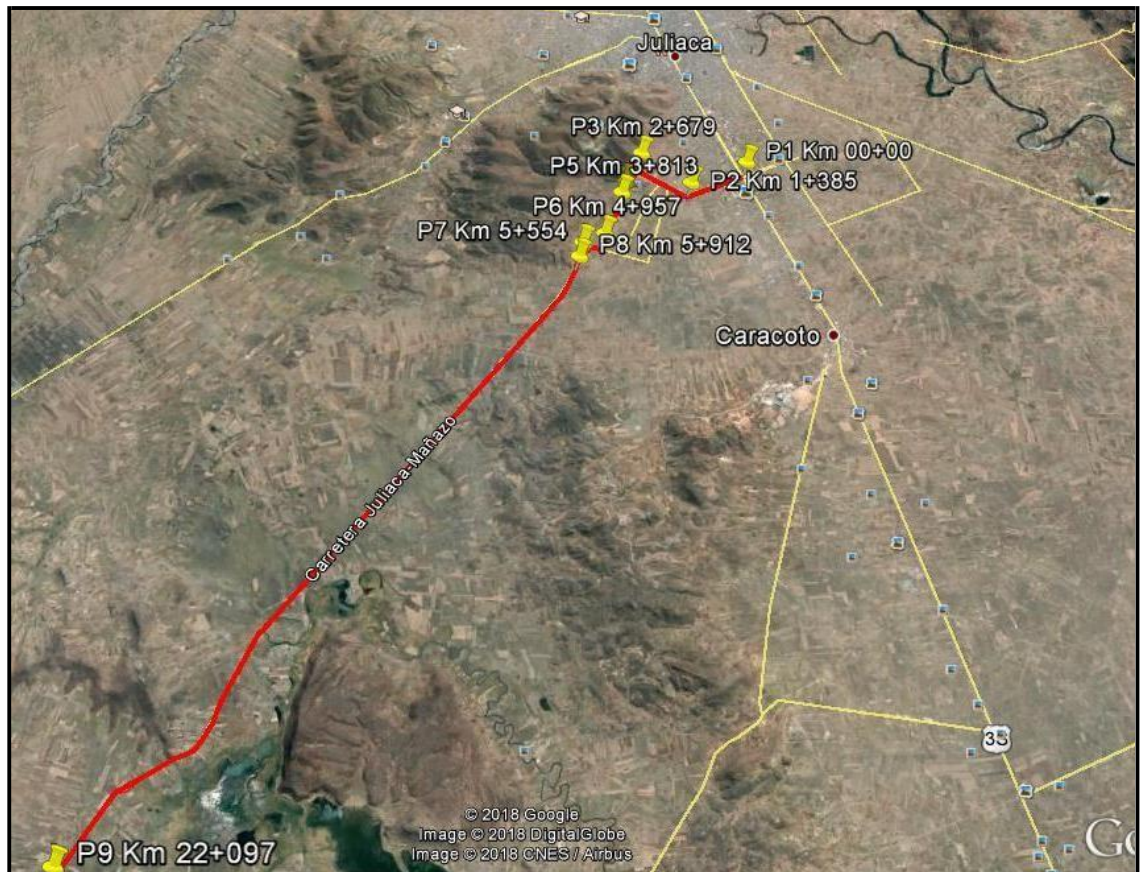 Juliaca
P3 Km 2+679
P1 Km 00+00
P5 Km 3+813
P2 Km 1+385
P6 Km 4+957
P7 Km 5+554
P8 Km 5+912
Caracoto
Carretera Juliaca-Mañazo
© 2018 Google
Image © 2018 DigitalGlobe
Image © 2018 CNES / Airbus
P9 Km 22+097
Go